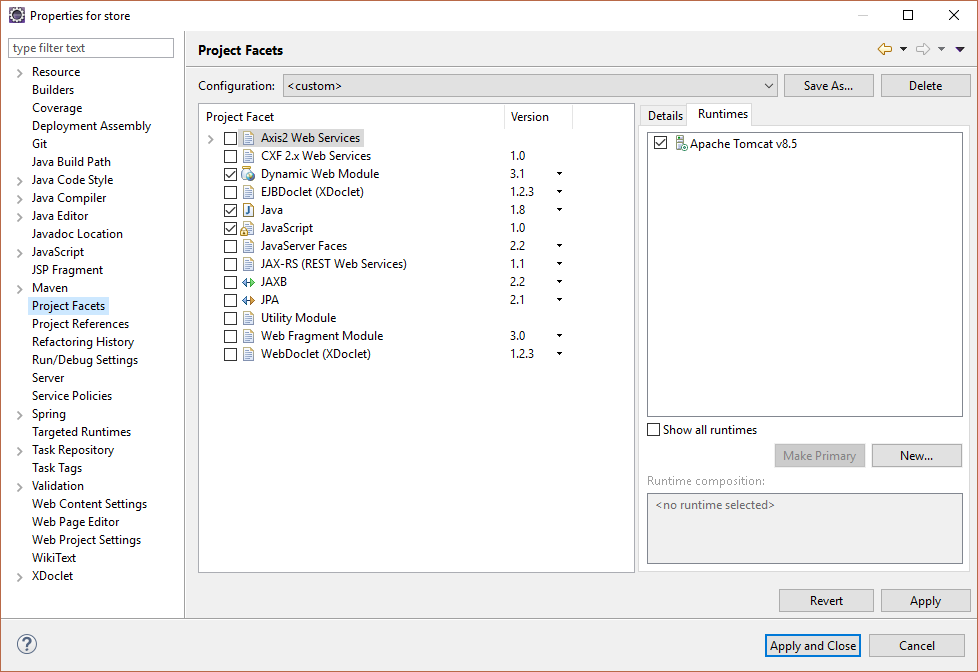 Properties for store
type filter text
Resource
Builders
Coverage
Deployment Assembly
Git
Java Build Path
Java Code Style
Java Compiler
Java Editor
Javadoc Location
JavaScript
JSP Fragment
Maven
Project Facets
Project References
Refactoring History
Run/Debug Settings
Server
Service Policies
Spring
Targeted Runtimes
Task Repository
Task Tags
Validation
Web Content Settings
Web Page Editor
Web Project Settings
WikiText
XDoclet
Project Facets
Configuration: <custom> Save As... Delete
Project Facet Version
Axis2 Web Services
CXF 2.x Web Services 1.0
Dynamic Web Module 3.1
EJBDoclet (XDoclet) 1.2.3
Java 1.8
JavaScript 1.0
JavaServer Faces 2.2
JAX-RS (REST Web Services) 1.1
JAXB 2.2
JPA 2.1
Utility Module
Web Fragment Module 3.0
WebDoclet (XDoclet) 1.2.3
Details Runtimes
Apache Tomcat v8.5
Show all runtimes
Make Primary New...
Runtime composition:
<no runtime selected>
Revert Apply
? Apply and Close Cancel